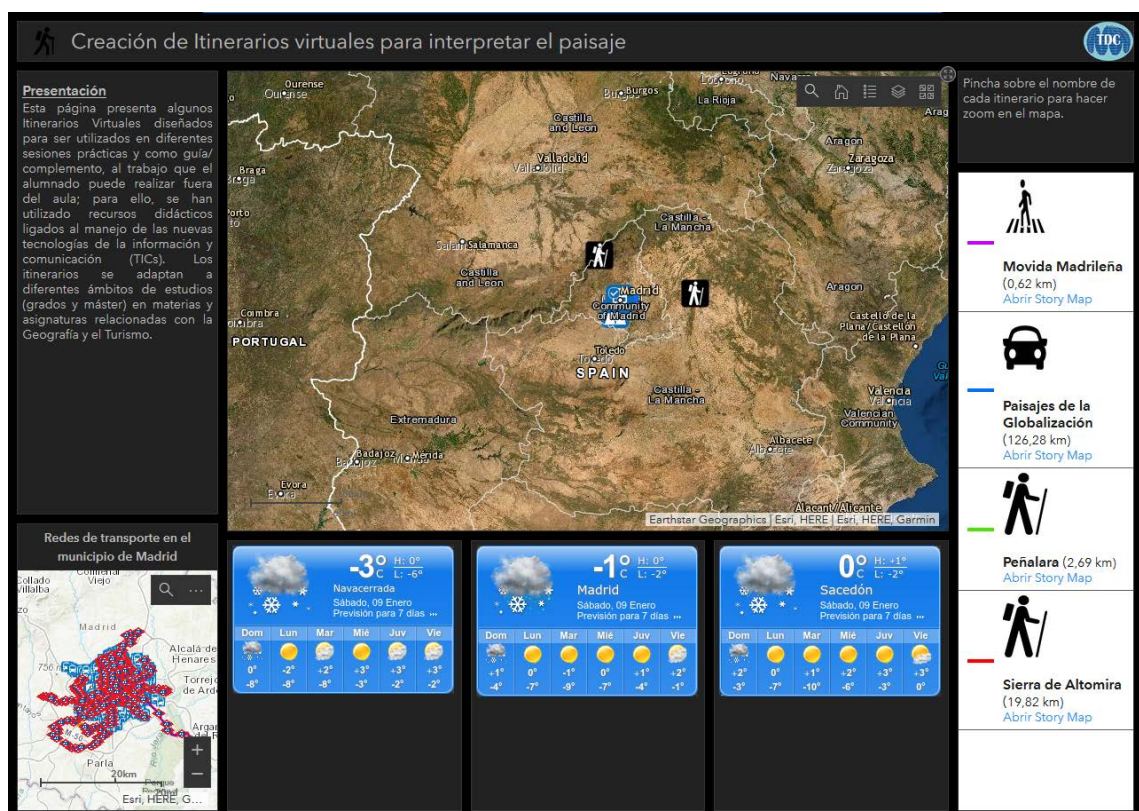 Creación de Itinerarios virtuales para interpretar el paisaje
TDC
Presentación
Esta página presenta algunos
Itinerarios Virtuales diseñados
para ser utilizados en diferentes
sesiones prácticas y como guía/
complemento, al trabajo que el
alumnado puede realizar fuera
del aula; para ello, se han
utilizado recursos didácticos
ligados al manejo de las nuevas
tecnologías de la información y
comunicación (TICs). Los
itinerarios se adaptan a
diferentes ámbitos de estudios
(grados y máster) en materias y
asignaturas relacionadas con la
Geografía y el Turismo.
Ourense
Burgos
Logroño
La Rioja
Castilla
and Leon
Aragon
Braga
Valladolid
Zaragoza
Castilla -
La Mancha
Salamanca
Castilla
and Leon
Madrid
Community
of Madrid
Aragon
Coimbra
Castelló de la
Plana/Castellón
de la Plana
PORTUGAL
Toledo
SPAIN
Castilla -
La Mancha
Valencia
Valencian
Community
Extremadura
Badajoz
Mérida
Albacete
Evora
Alacant/Alicante
Earthstar Geographics | Esri, HERE | Esri, HERE, Garmin
Pincha sobre el nombre de
cada itinerario para hacer
zoom en el mapa.
Movida Madrileña
(0,62 km)
Abrir Story Map
Paisajes de la
Globalización
(126,28 km)
Abrir Story Map
Peñalara (2,69 km)
Abrir Story Map
Sierra de Altomira
(19,82 km)
Abrir Story Map
Redes de transporte en el
municipio de Madrid
Collado
Villalba
Viejo
Madrid
Alcalá de
Henares
756 m
Torrejo
de Ard
M-50
Parla
20km
Esri, HERE, G...
-3°C H: 0°
L: -6°
Navacerrada
Sábado, 09 Enero
Previsión para 7 días ...
Dom Lun Mar Mié Juv Vie
0° -2° +2° +3° +3° +3°
-8° -8° -8° -3° -2° -2°
-1°C H: 0°
L: -2°
Madrid
Sábado, 09 Enero
Previsión para 7 días ...
Dom Lun Mar Mié Juv Vie
+1° 0° -1° 0° +1° +2°
-4° -7° -9° -7° -4° -1°
0°C H: +1°
L: -2°
Sacedón
Sábado, 09 Enero
Previsión para 7 días ...
Dom Lun Mar Mié Juv Vie
+2° 0° +1° +2° +3° +3°
-3° -7° -10° -6° -3° 0°